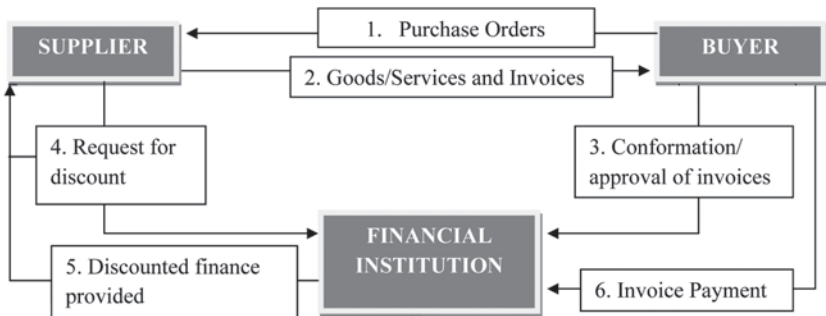 1. Purchase Orders
SUPPLIER
BUYER
2. Goods/Services and Invoices
4. Request for
discount
3. Conformation/
approval of invoices
FINANCIAL
INSTITUTION
5. Discounted finance
provided
6. Invoice Payment